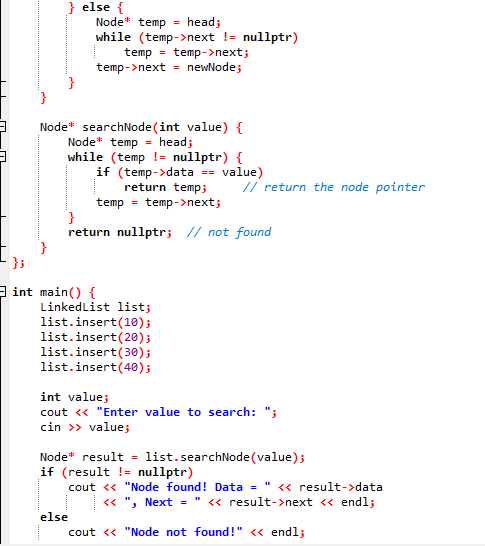 } else {
Node* temp = head;
while (temp->next != nullptr)
temp = temp->next;
temp->next = newNode;
}
}
Node* searchNode(int value) {
Node* temp = head;
while (temp != nullptr) {
if (temp->data == value)
return temp;     // return the node pointer
temp = temp->next;
}
return nullptr;  // not found
}
};
int main() {
LinkedList list;
list.insert(10);
list.insert(20);
list.insert(30);
list.insert(40);
int value;
cout << "Enter value to search: ";
cin >> value;
Node* result = list.searchNode(value);
if (result != nullptr)
cout << "Node found! Data = " << result->data
<< ", Next = " << result->next << endl;
else
cout << "Node not found!" << endl;